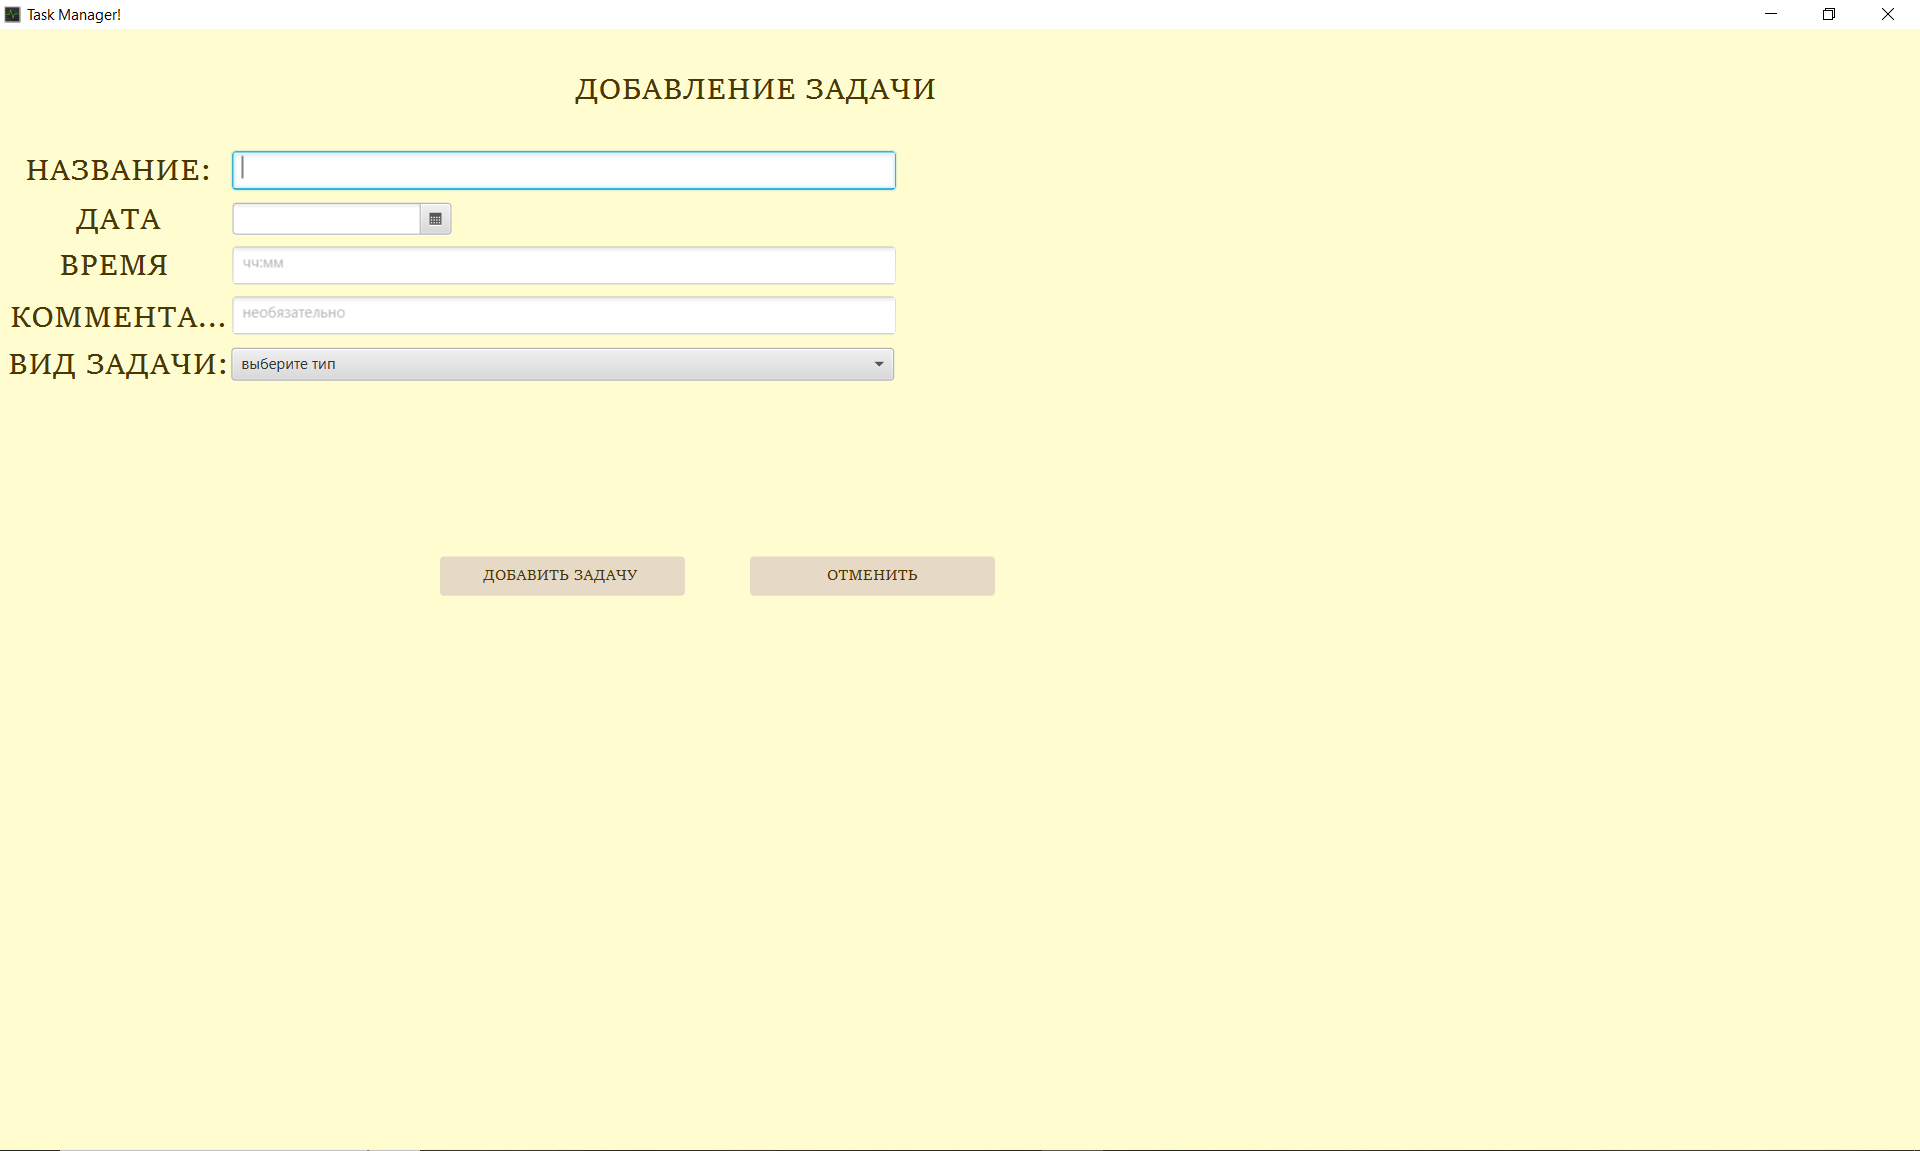 Task Manager!
ДОБАВЛЕНИЕ ЗАДАЧИ
НАЗВАНИЕ:
ДАТА
ВРЕМЯ чч:мм
КОММЕНТА... необязательно
ВИД ЗАДАЧИ: выберите тип
ДОБАВИТЬ ЗАДАЧУ ОТМЕНИТЬ